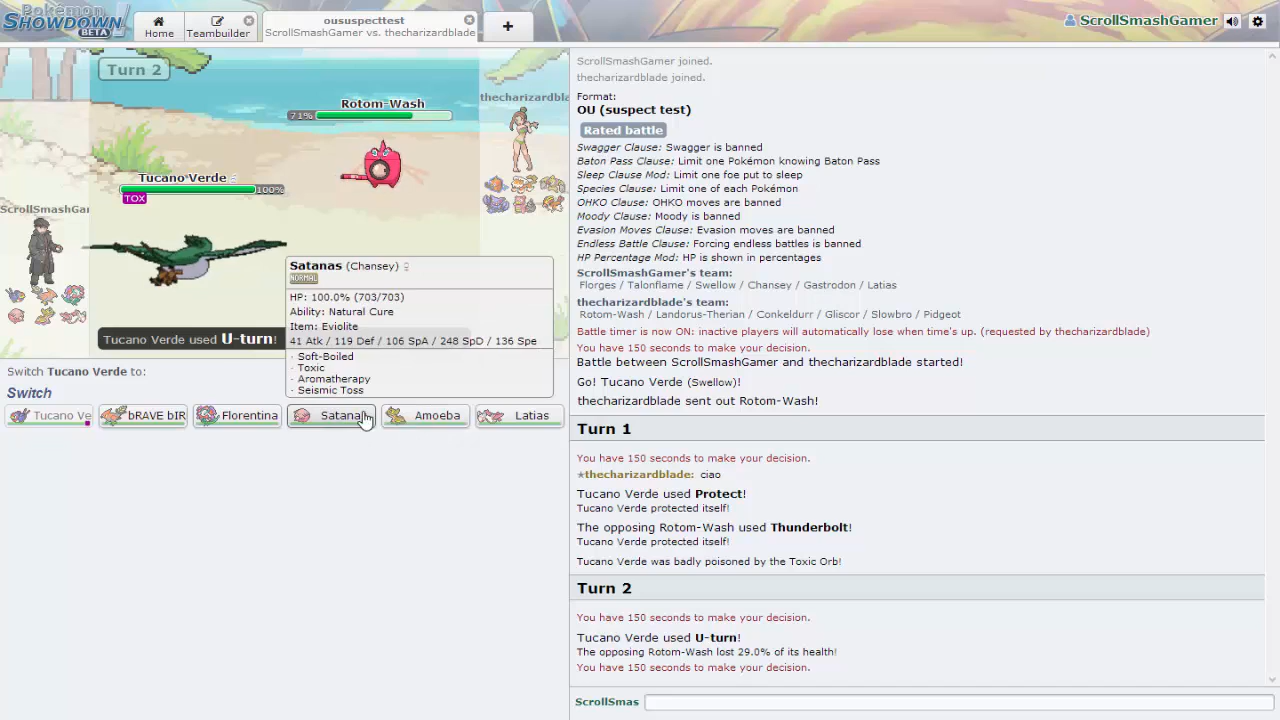 Pokémon
SHOWDOWN!
BETA
Home
Teambuilder
oususpecttest
ScrollSmashGamer vs. thecharizardblade
+
ScrollSmashGamer
Turn 2
Rotom-Wash
71%
thecharizardbla
Tucano Verde
100%
TOX
ScrollSmashGar
Satanas (Chansey)
NORMAL
HP: 100.0% (703/703)
Ability: Natural Cure
Item: Eviolite
41 Atk / 119 Def / 106 SpA / 248 SpD / 136 Spe
· Soft-Boiled
· Toxic
· Aromatherapy
· Seismic Toss
Tucano Verde used U-turn!
Switch Tucano Verde to:
Switch
Tucano Ve
bRAVE bIR
Florentina
Satanas
Amoeba
Latias
ScrollSmashGamer joined.
thecharizardblade joined.
Format:
OU (suspect test)
Rated battle
Swagger Clause: Swagger is banned
Baton Pass Clause: Limit one Pokémon knowing Baton Pass
Sleep Clause Mod: Limit one foe put to sleep
Species Clause: Limit one of each Pokémon
OHKO Clause: OHKO moves are banned
Moody Clause: Moody is banned
Evasion Moves Clause: Evasion moves are banned
Endless Battle Clause: Forcing endless battles is banned
HP Percentage Mod: HP is shown in percentages
ScrollSmashGamer's team:
Florges / Talonflame / Swellow / Chansey / Gastrodon / Latias
thecharizardblade's team:
Rotom-Wash / Landorus-Therian / Conkeldurr / Gliscor / Slowbro / Pidgeot
Battle timer is now ON: inactive players will automatically lose when time's up. (requested by thecharizardblade)
You have 150 seconds to make your decision.
Battle between ScrollSmashGamer and thecharizardblade started!
Go! Tucano Verde (Swellow)!
thecharizardblade sent out Rotom-Wash!
Turn 1
You have 150 seconds to make your decision.
★thecharizardblade: ciao
Tucano Verde used Protect!
Tucano Verde protected itself!
The opposing Rotom-Wash used Thunderbolt!
Tucano Verde protected itself!
Tucano Verde was badly poisoned by the Toxic Orb!
Turn 2
You have 150 seconds to make your decision.
Tucano Verde used U-turn!
The opposing Rotom-Wash lost 29.0% of its health!
You have 150 seconds to make your decision.
ScrollSmas